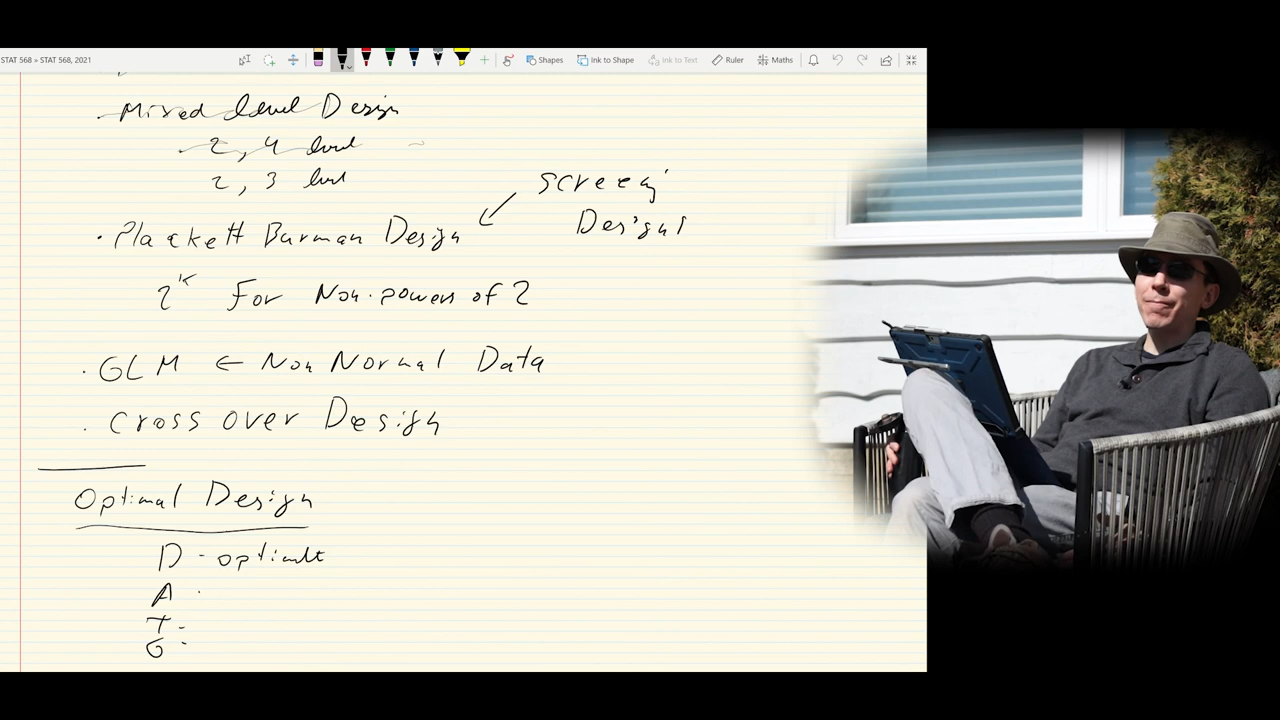 STAT 568 » STAT 568, 2021
Shapes
Ink to Shape
Ink to Text
Ruler
Maths
Mixed level Design
2, 4 level
2, 3 level
Screeg
Designs
Plackett Burman Design
2^k For Non-powers of 2
GLM ← Non Normal Data
Cross over Design
Optimal Design
D - optimalt
A -
T -
G -